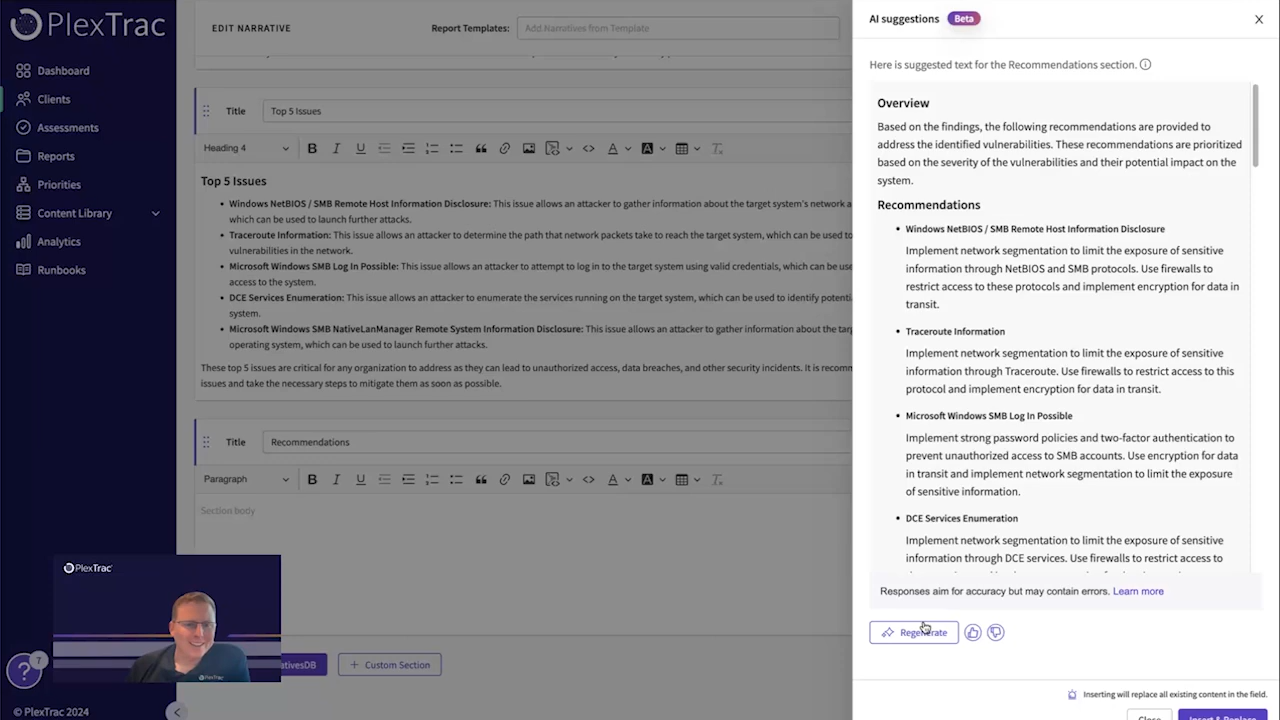 PlexTrac
Dashboard
Clients
Assessments
Reports
Priorities
Content Library
Analytics
Runbooks
7
© PlexTrac 2024
EDIT NARRATIVE
Report Templates:
Add Narratives from Template
Title
Top 5 Issues
Heading 4
Top 5 Issues
Windows NetBIOS / SMB Remote Host Information Disclosure: This issue allows an attacker to gather information about the target system's network a
which can be used to launch further attacks.
Traceroute Information: This issue allows an attacker to determine the path that network packets take to reach the target system, which can be used to
vulnerabilities in the network.
Microsoft Windows SMB Log In Possible: This issue allows an attacker to attempt to log in to the target system using valid credentials, which can be use
access to the system.
DCE Services Enumeration: This issue allows an attacker to enumerate the services running on the target system, which can be used to identify potenti
system.
Microsoft Windows SMB NativeLanManager Remote System Information Disclosure: This issue allows an attacker to gather information about the targ
operating system, which can be used to launch further attacks.
These top 5 issues are critical for any organization to address as they can lead to unauthorized access, data breaches, and other security incidents. It is recom
issues and take the necessary steps to mitigate them as soon as possible.
Title
Recommendations
Paragraph
Section body
PlexTrac
PlexTrac
ativesDB
+ Custom Section
AI suggestions
Beta
Here is suggested text for the Recommendations section.
Overview
Based on the findings, the following recommendations are provided to
address the identified vulnerabilities. These recommendations are prioritized
based on the severity of the vulnerabilities and their potential impact on the
system.
Recommendations
Windows NetBIOS / SMB Remote Host Information Disclosure
Implement network segmentation to limit the exposure of sensitive
information through NetBIOS and SMB protocols. Use firewalls to
restrict access to these protocols and implement encryption for data in
transit.
Traceroute Information
Implement network segmentation to limit the exposure of sensitive
information through Traceroute. Use firewalls to restrict access to this
protocol and implement encryption for data in transit.
Microsoft Windows SMB Log In Possible
Implement strong password policies and two-factor authentication to
prevent unauthorized access to SMB accounts. Use encryption for data
in transit and implement network segmentation to limit the exposure
of sensitive information.
DCE Services Enumeration
Implement network segmentation to limit the exposure of sensitive
information through DCE services. Use firewalls to restrict access to
Responses aim for accuracy but may contain errors. Learn more
Regenerate
Inserting will replace all existing content in the field.
Close
Insert & Replace